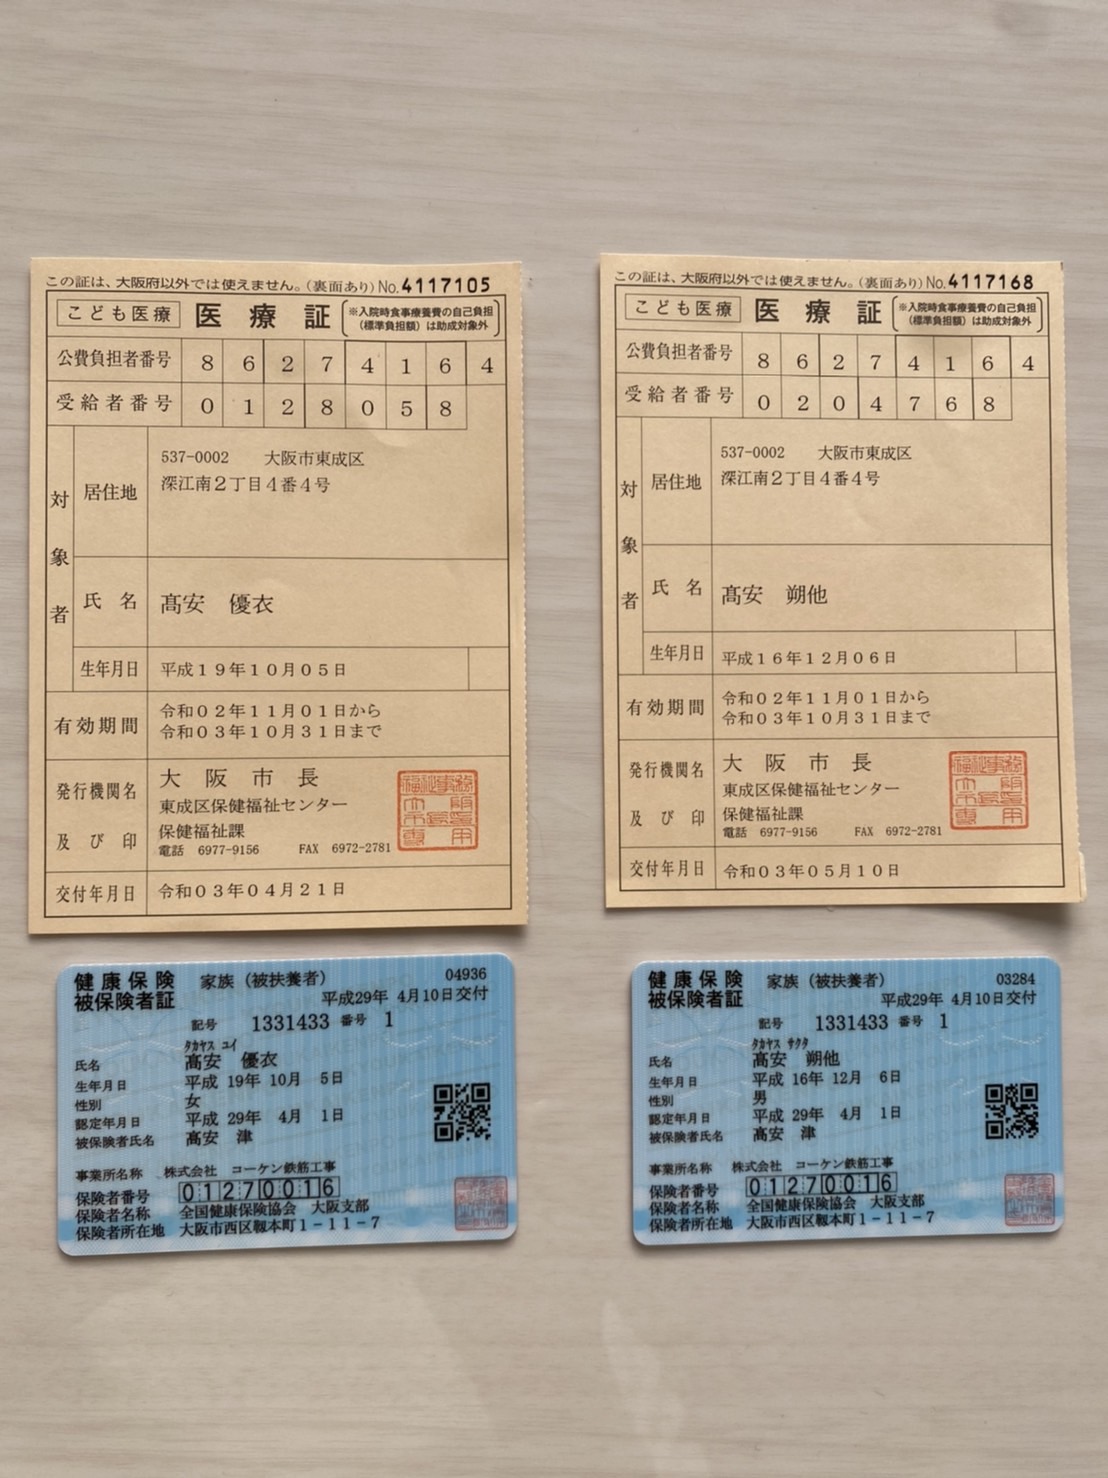 この証は、大阪府以外では使えません。(裏面あり) No.4117105
こども医療 医療証 ※入院時食事療養費の自己負担
(標準負担額)は助成対象外
公費負担者番号 8 6 2 7 4 1 6 4
受給者番号 0 1 2 8 0 5 8
対象者
居住地 537-0002 大阪市東成区
深江南2丁目4番4号
氏名 髙安 優衣
生年月日 平成19年10月05日
有効期間 令和02年11月01日から
令和03年10月31日まで
発行機関名及び印 大阪市長
東成区保健福祉センター
保健福祉課
電話 6977-9156 FAX 6972-2781
交付年月日 令和03年04月21日
この証は、大阪府以外では使えません。(裏面あり) No.4117168
こども医療 医療証 ※入院時食事療養費の自己負担
(標準負担額)は助成対象外
公費負担者番号 8 6 2 7 4 1 6 4
受給者番号 0 2 0 4 7 6 8
対象者
居住地 537-0002 大阪市東成区
深江南2丁目4番4号
氏名 髙安 朔他
生年月日 平成16年12月06日
有効期間 令和02年11月01日から
令和03年10月31日まで
発行機関名及び印 大阪市長
東成区保健福祉センター
保健福祉課
電話 6977-9156 FAX 6972-2781
交付年月日 令和03年05月10日
健康保険 家族(被扶養者) 04936
被保険者証 平成29年 4月10日交付
記号 1331433 番号 1
タカヤス ユイ
氏名 髙安 優衣
生年月日 平成 19年 10月 5日
性別 女
認定年月日 平成 29年 4月 1日
被保険者氏名 髙安 津
事業所名称 株式会社 コーケン鉄筋工事
保険者番号 01270016
保険者名称 全国健康保険協会 大阪支部
保険者所在地 大阪市西区靱本町1-11-7
健康保険 家族(被扶養者) 03284
被保険者証 平成29年 4月10日交付
記号 1331433 番号 1
タカヤス サクタ
氏名 髙安 朔他
生年月日 平成 16年 12月 6日
性別 男
認定年月日 平成 29年 4月 1日
被保険者氏名 髙安 津
事業所名称 株式会社 コーケン鉄筋工事
保険者番号 01270016
保険者名称 全国健康保険協会 大阪支部
保険者所在地 大阪市西区靱本町1-11-7